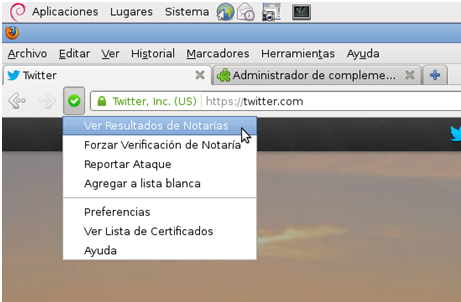 Aplicaciones Lugares Sistema
Archivo Editar Ver Historial Marcadores Herramientas Ayuda
Twitter Administrador de compleme...
Twitter, Inc. (US) https://twitter.com
Ver Resultados de Notarías
Forzar Verificación de Notaría
Reportar Ataque
Agregar a lista blanca
Preferencias
Ver Lista de Certificados
Ayuda